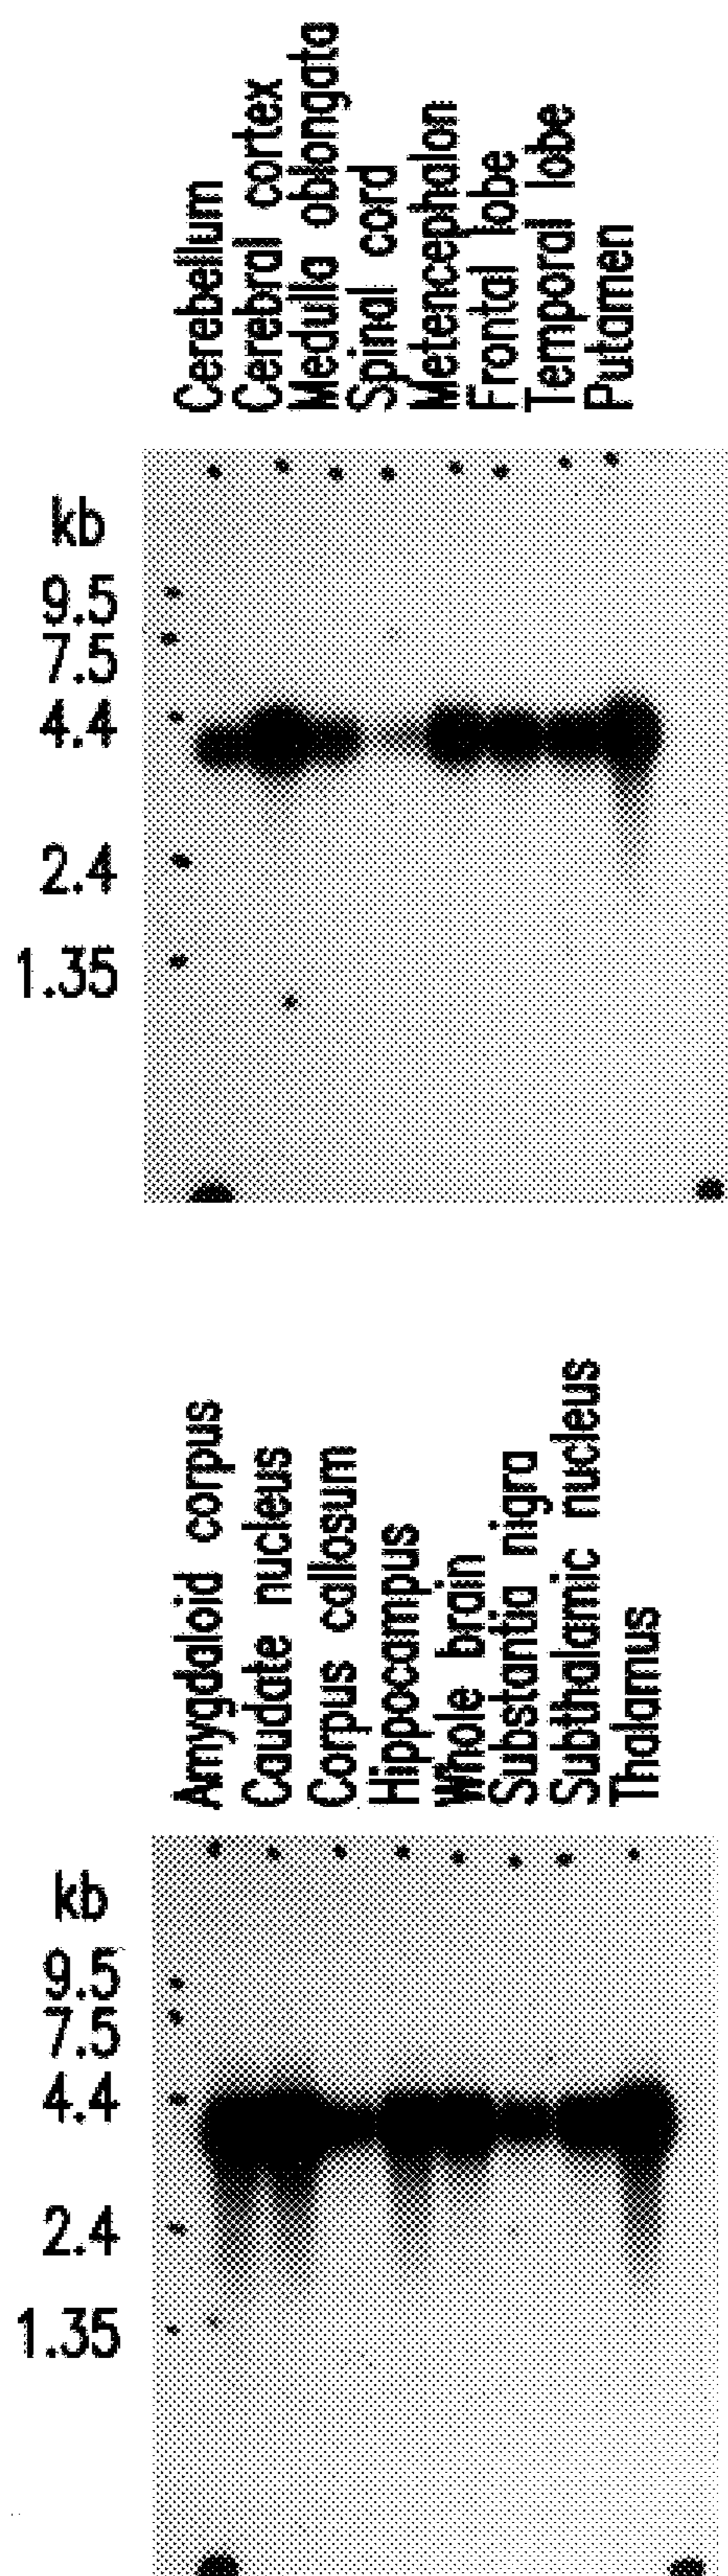 Cerebellum
Cerebral cortex
Medulla oblongata
Spinal cord
Metencephalon
Frontal lobe
Temporal lobe
Putamen
kb
9.5
7.5
4.4
2.4
1.35
Amygdaloid corpus
Caudate nucleus
Corpus callosum
Hippocampus
Whole brain
Substantia nigra
Subthalamic nucleus
Thalamus
kb
9.5
7.5
4.4
2.4
1.35